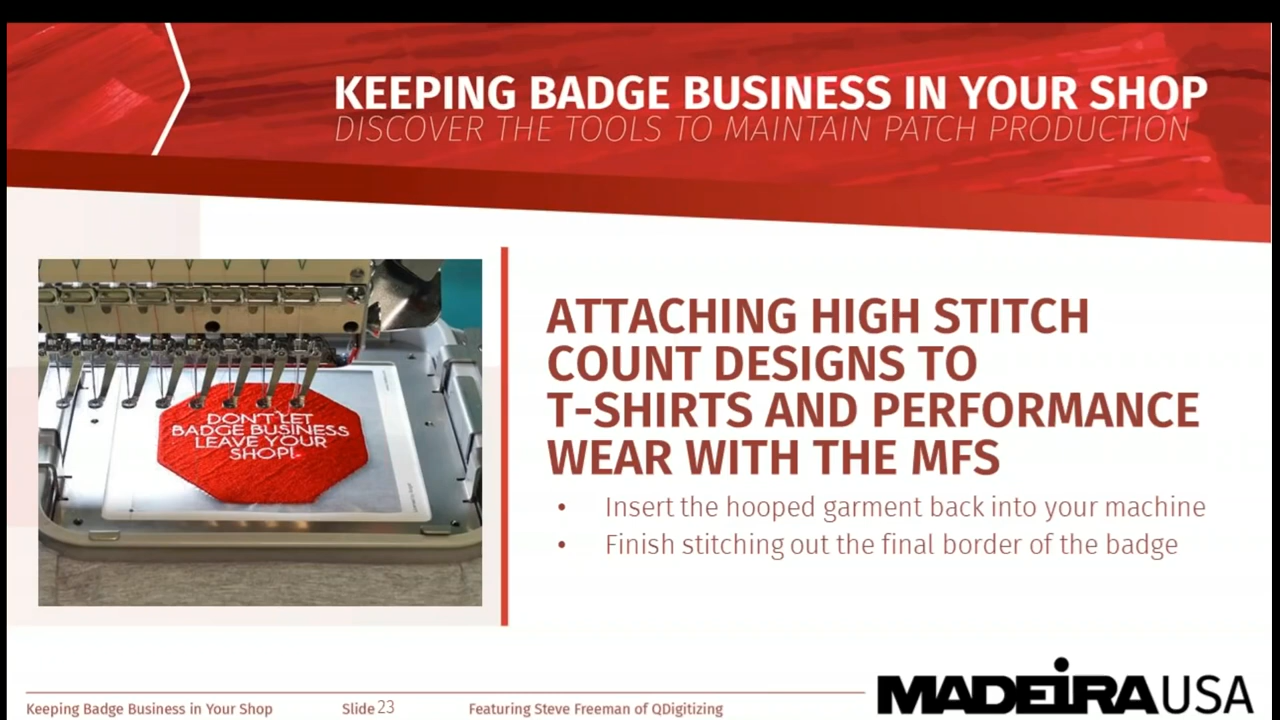 KEEPING BADGE BUSINESS IN YOUR SHOP
DISCOVER THE TOOLS TO MAINTAIN PATCH PRODUCTION
DON'T LET
BADGE BUSINESS
LEAVE YOUR
SHOP!
ATTACHING HIGH STITCH
COUNT DESIGNS TO
T-SHIRTS AND PERFORMANCE
WEAR WITH THE MFS
• Insert the hooped garment back into your machine
• Finish stitching out the final border of the badge
Keeping Badge Business in Your Shop
Slide 23
Featuring Steve Freeman of QDigitizing
MADEIRA USA